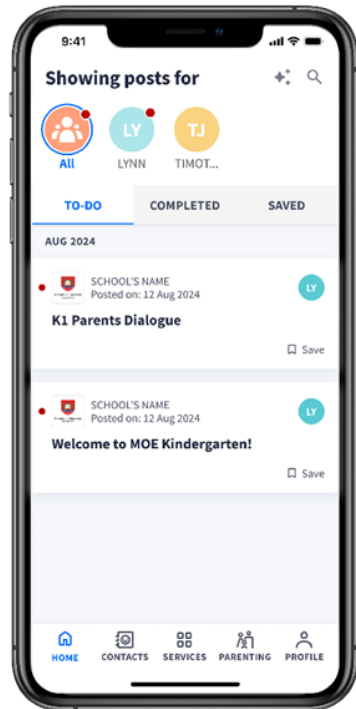 9:41
Showing posts for
LY
TJ
All
LYNN
TIMOT...
TO-DO
COMPLETED
SAVED
AUG 2024
SCHOOL'S NAME
Posted on: 12 Aug 2024
LY
K1 Parents Dialogue
Save
SCHOOL'S NAME
Posted on: 12 Aug 2024
LY
Welcome to MOE Kindergarten!
Save
HOME
CONTACTS
SERVICES
PARENTING
PROFILE